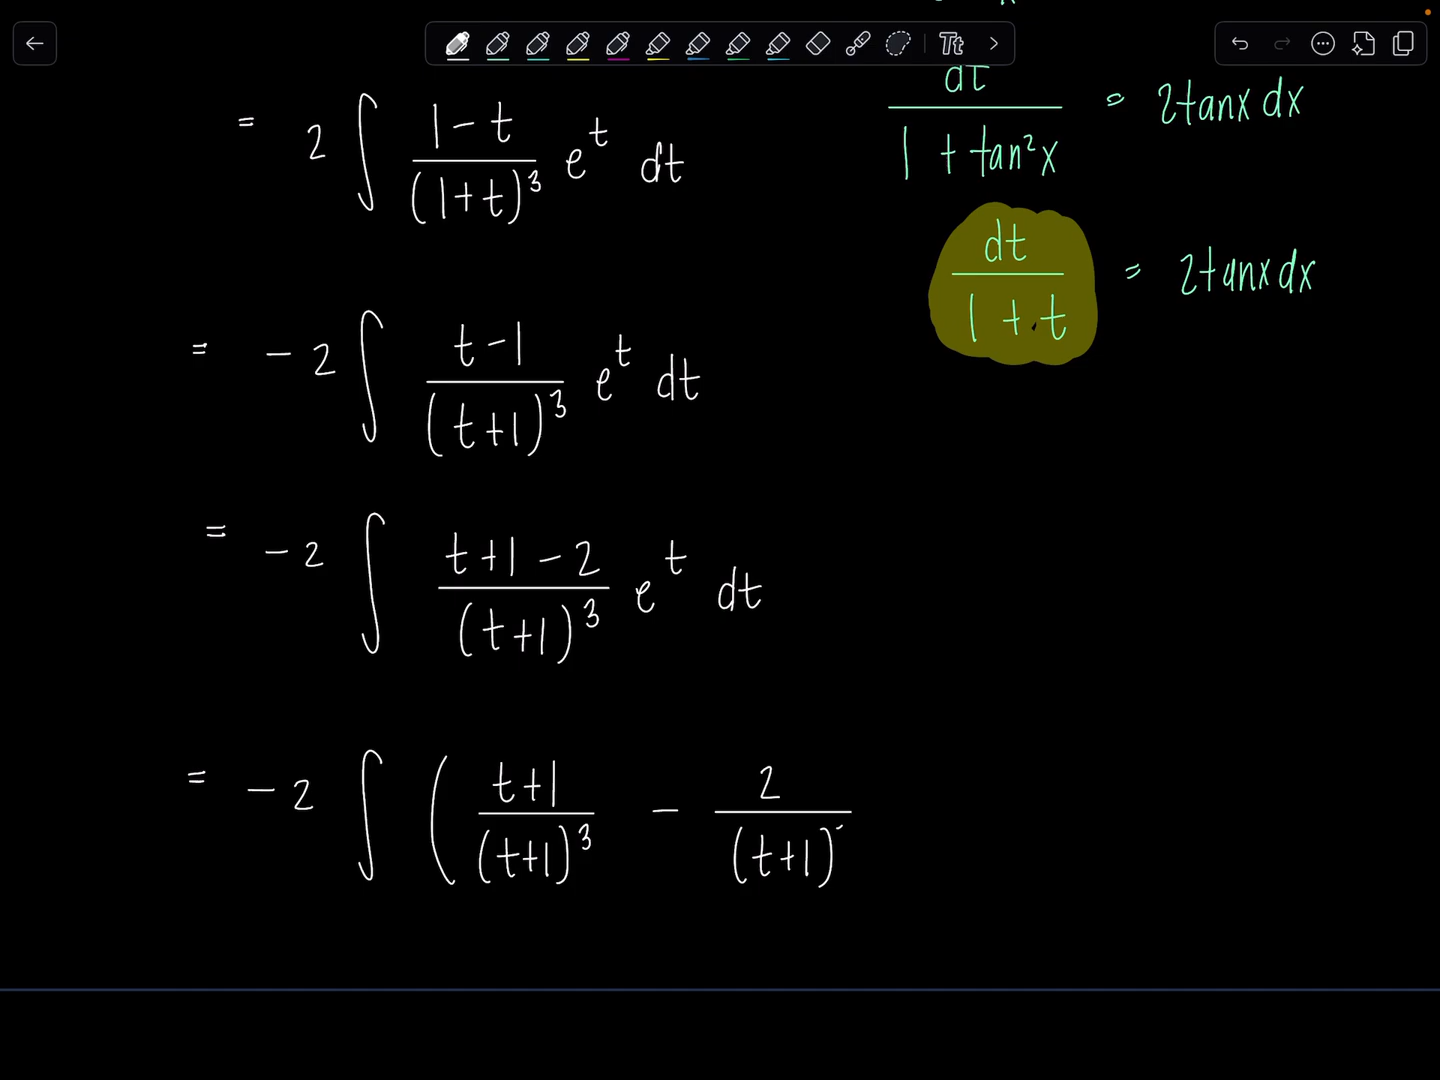 Tt
dt
――― = 2tanx dx
1 + tan²x
= 2 ∫ (1 - t)/(1+t)³ e^t dt
dt/(1 + t) = 2tanx dx
= -2 ∫ (t-1)/(t+1)³ e^t dt
= -2 ∫ (t+1-2)/(t+1)³ e^t dt
= -2 ∫ ( (t+1)/(t+1)³ - 2/(t+1)